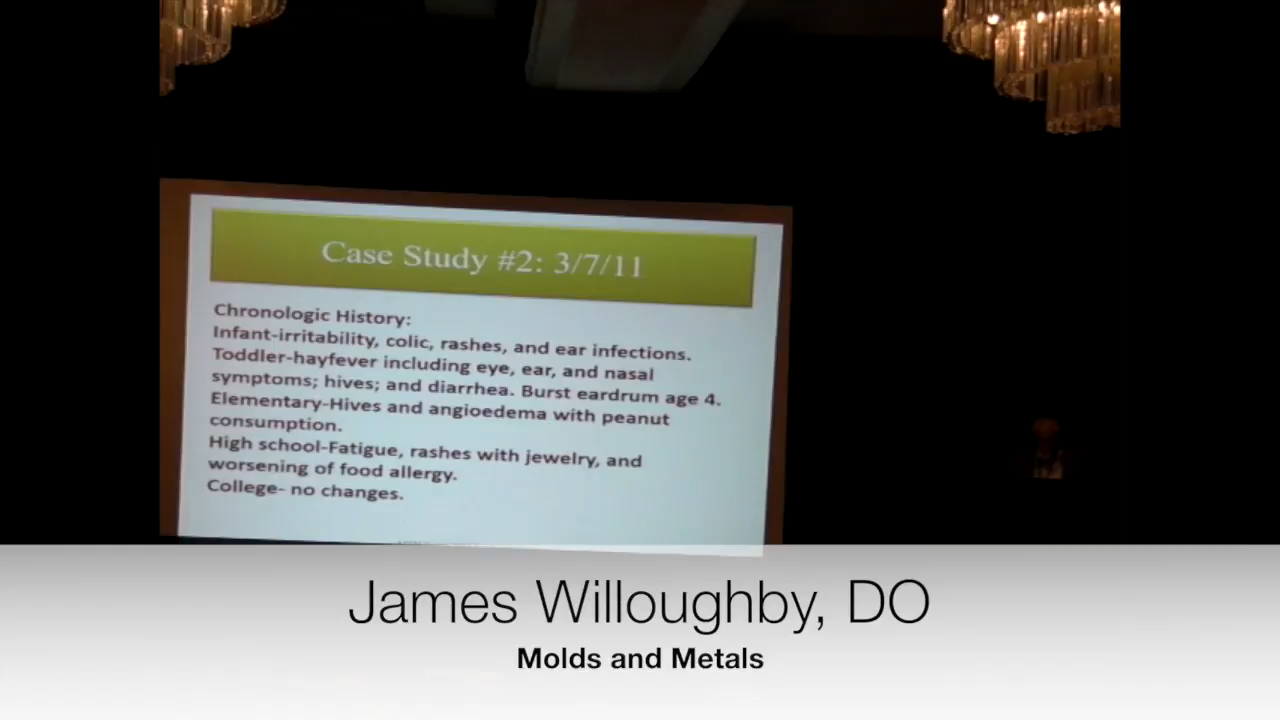 Case Study #2: 3/7/11
Chronologic History:
Infant-irritability, colic, rashes, and ear infections.
Toddler-hayfever including eye, ear, and nasal
symptoms; hives; and diarrhea. Burst eardrum age 4.
Elementary-Hives and angioedema with peanut
consumption.
High school-Fatigue, rashes with jewelry, and
worsening of food allergy.
College- no changes.
James Willoughby, DO
Molds and Metals